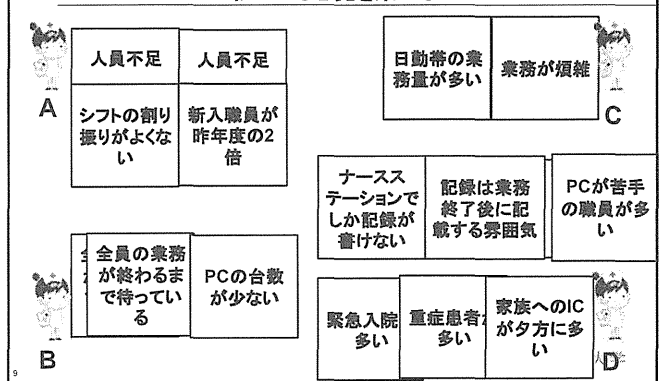 人員不足
人員不足
シフトの割り
振りがよくな
い
新入職員が
昨年度の2
倍
A
日勤帯の業
務量が多い
業務が煩雑
C
ナースス
テーションで
しか記録が
書けない
記録は業務
終了後に記
載する雰囲気
PCが苦手
の職員が多
い
全員の業務
が終わるま
で待ってい
る
PCの台数
が少ない
B
緊急入院
多い
重症患者
多い
家族へのIC
が夕方に多
い
D
9